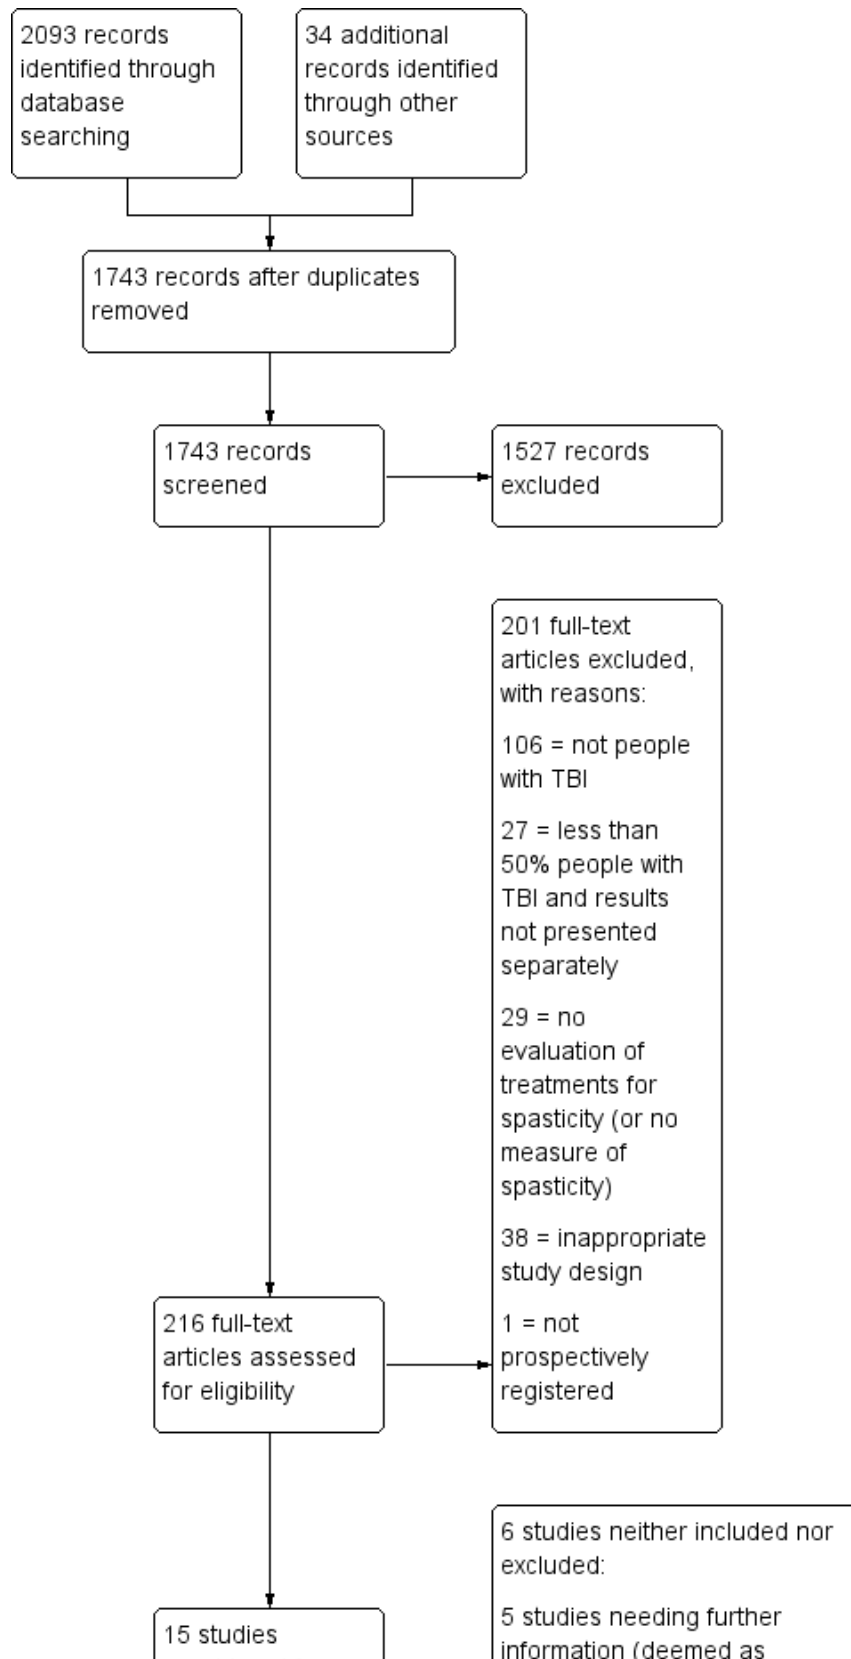 2093 records
identified through
database
searching
34 additional
records identified
through other
sources
1743 records after duplicates
removed
1743 records
screened
1527 records
excluded
201 full-text
articles excluded,
with reasons:
106 = not people
with TBI
27 = less than
50% people with
TBI and results
not presented
separately
29 = no
evaluation of
treatments for
spasticity (or no
measure of
spasticity)
38 = inappropriate
study design
1 = not
prospectively
registered
216 full-text
articles assessed
for eligibility
6 studies neither included nor
excluded:
5 studies needing further
information (deemed as
15 studies